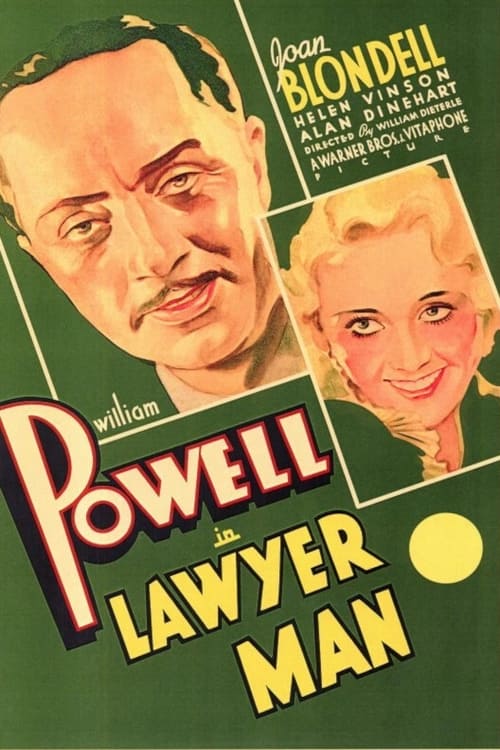 Joan
BLONDELL
HELEN VINSON
ALAN DINEHART
DIRECTED By WILLIAM DIETERLE
A WARNER BROS. & VITAPHONE
PICTURE
william
POWELL
in
LAWYER
MAN